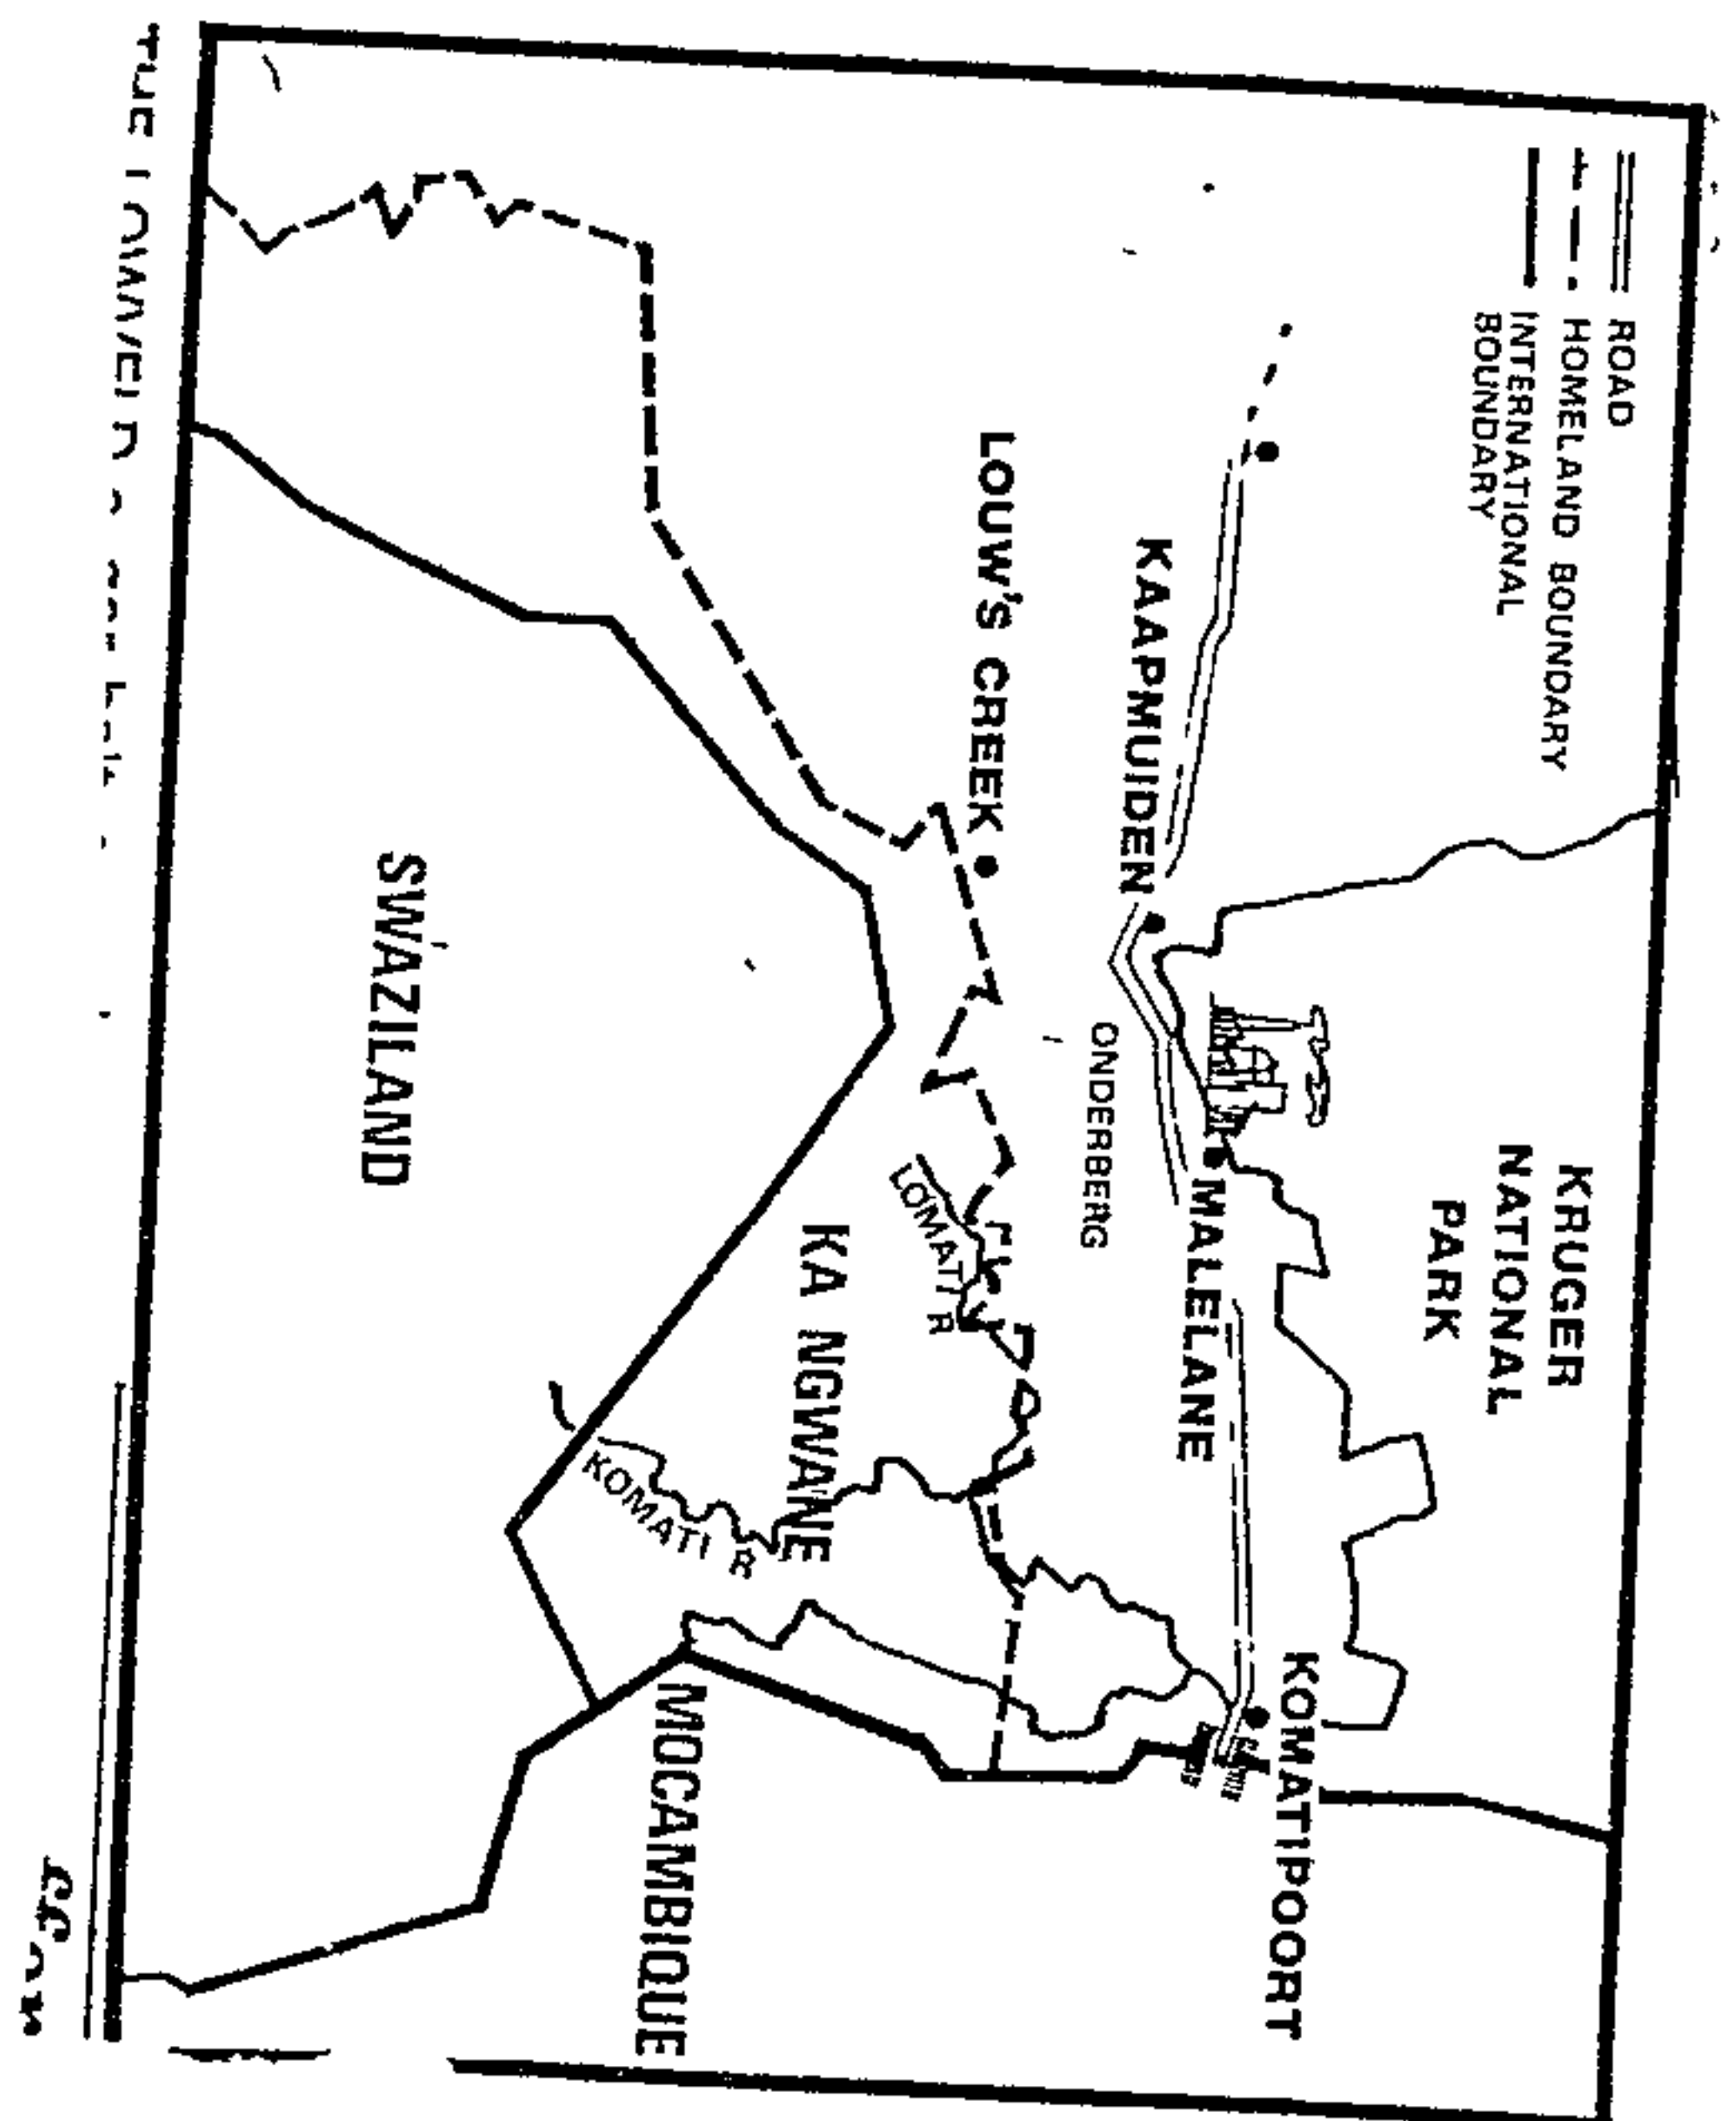 ROAD
HOMELAND BOUNDARY
INTERNATIONAL
BOUNDARY
KRUGER
NATIONAL
PARK
KOMATIPOORT
KAAPMUIDEN
MALELANE
ONDERBERG
LOUW'S CREEK
LOMATI R
KA NGWANE
KOMATI R
MOCAMBIQUE
SWAZILAND